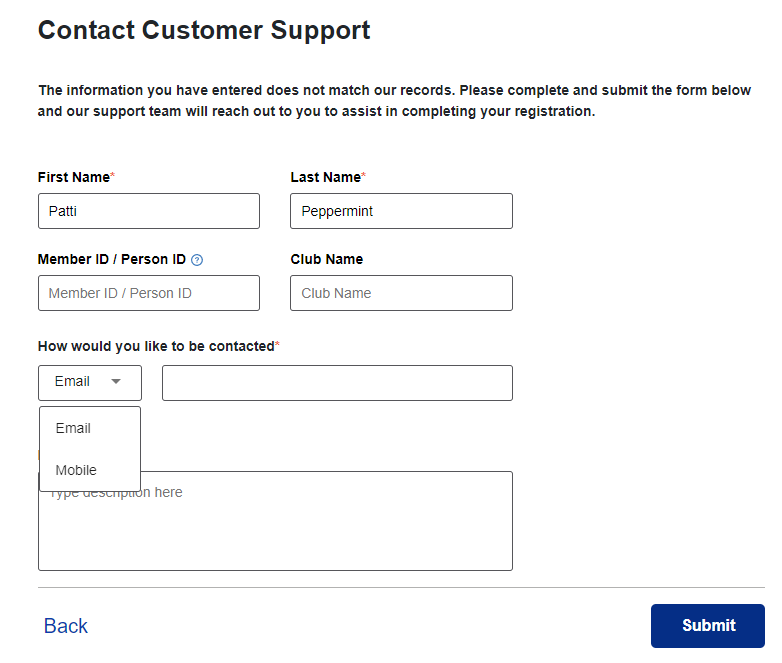 Contact Customer Support
The information you have entered does not match our records. Please complete and submit the form below
and our support team will reach out to you to assist in completing your registration.
First Name* Last Name*
Patti Peppermint
Member ID / Person ID ? Club Name
Member ID / Person ID Club Name
How would you like to be contacted*
Email
Email
Mobile
Type description here
Back Submit